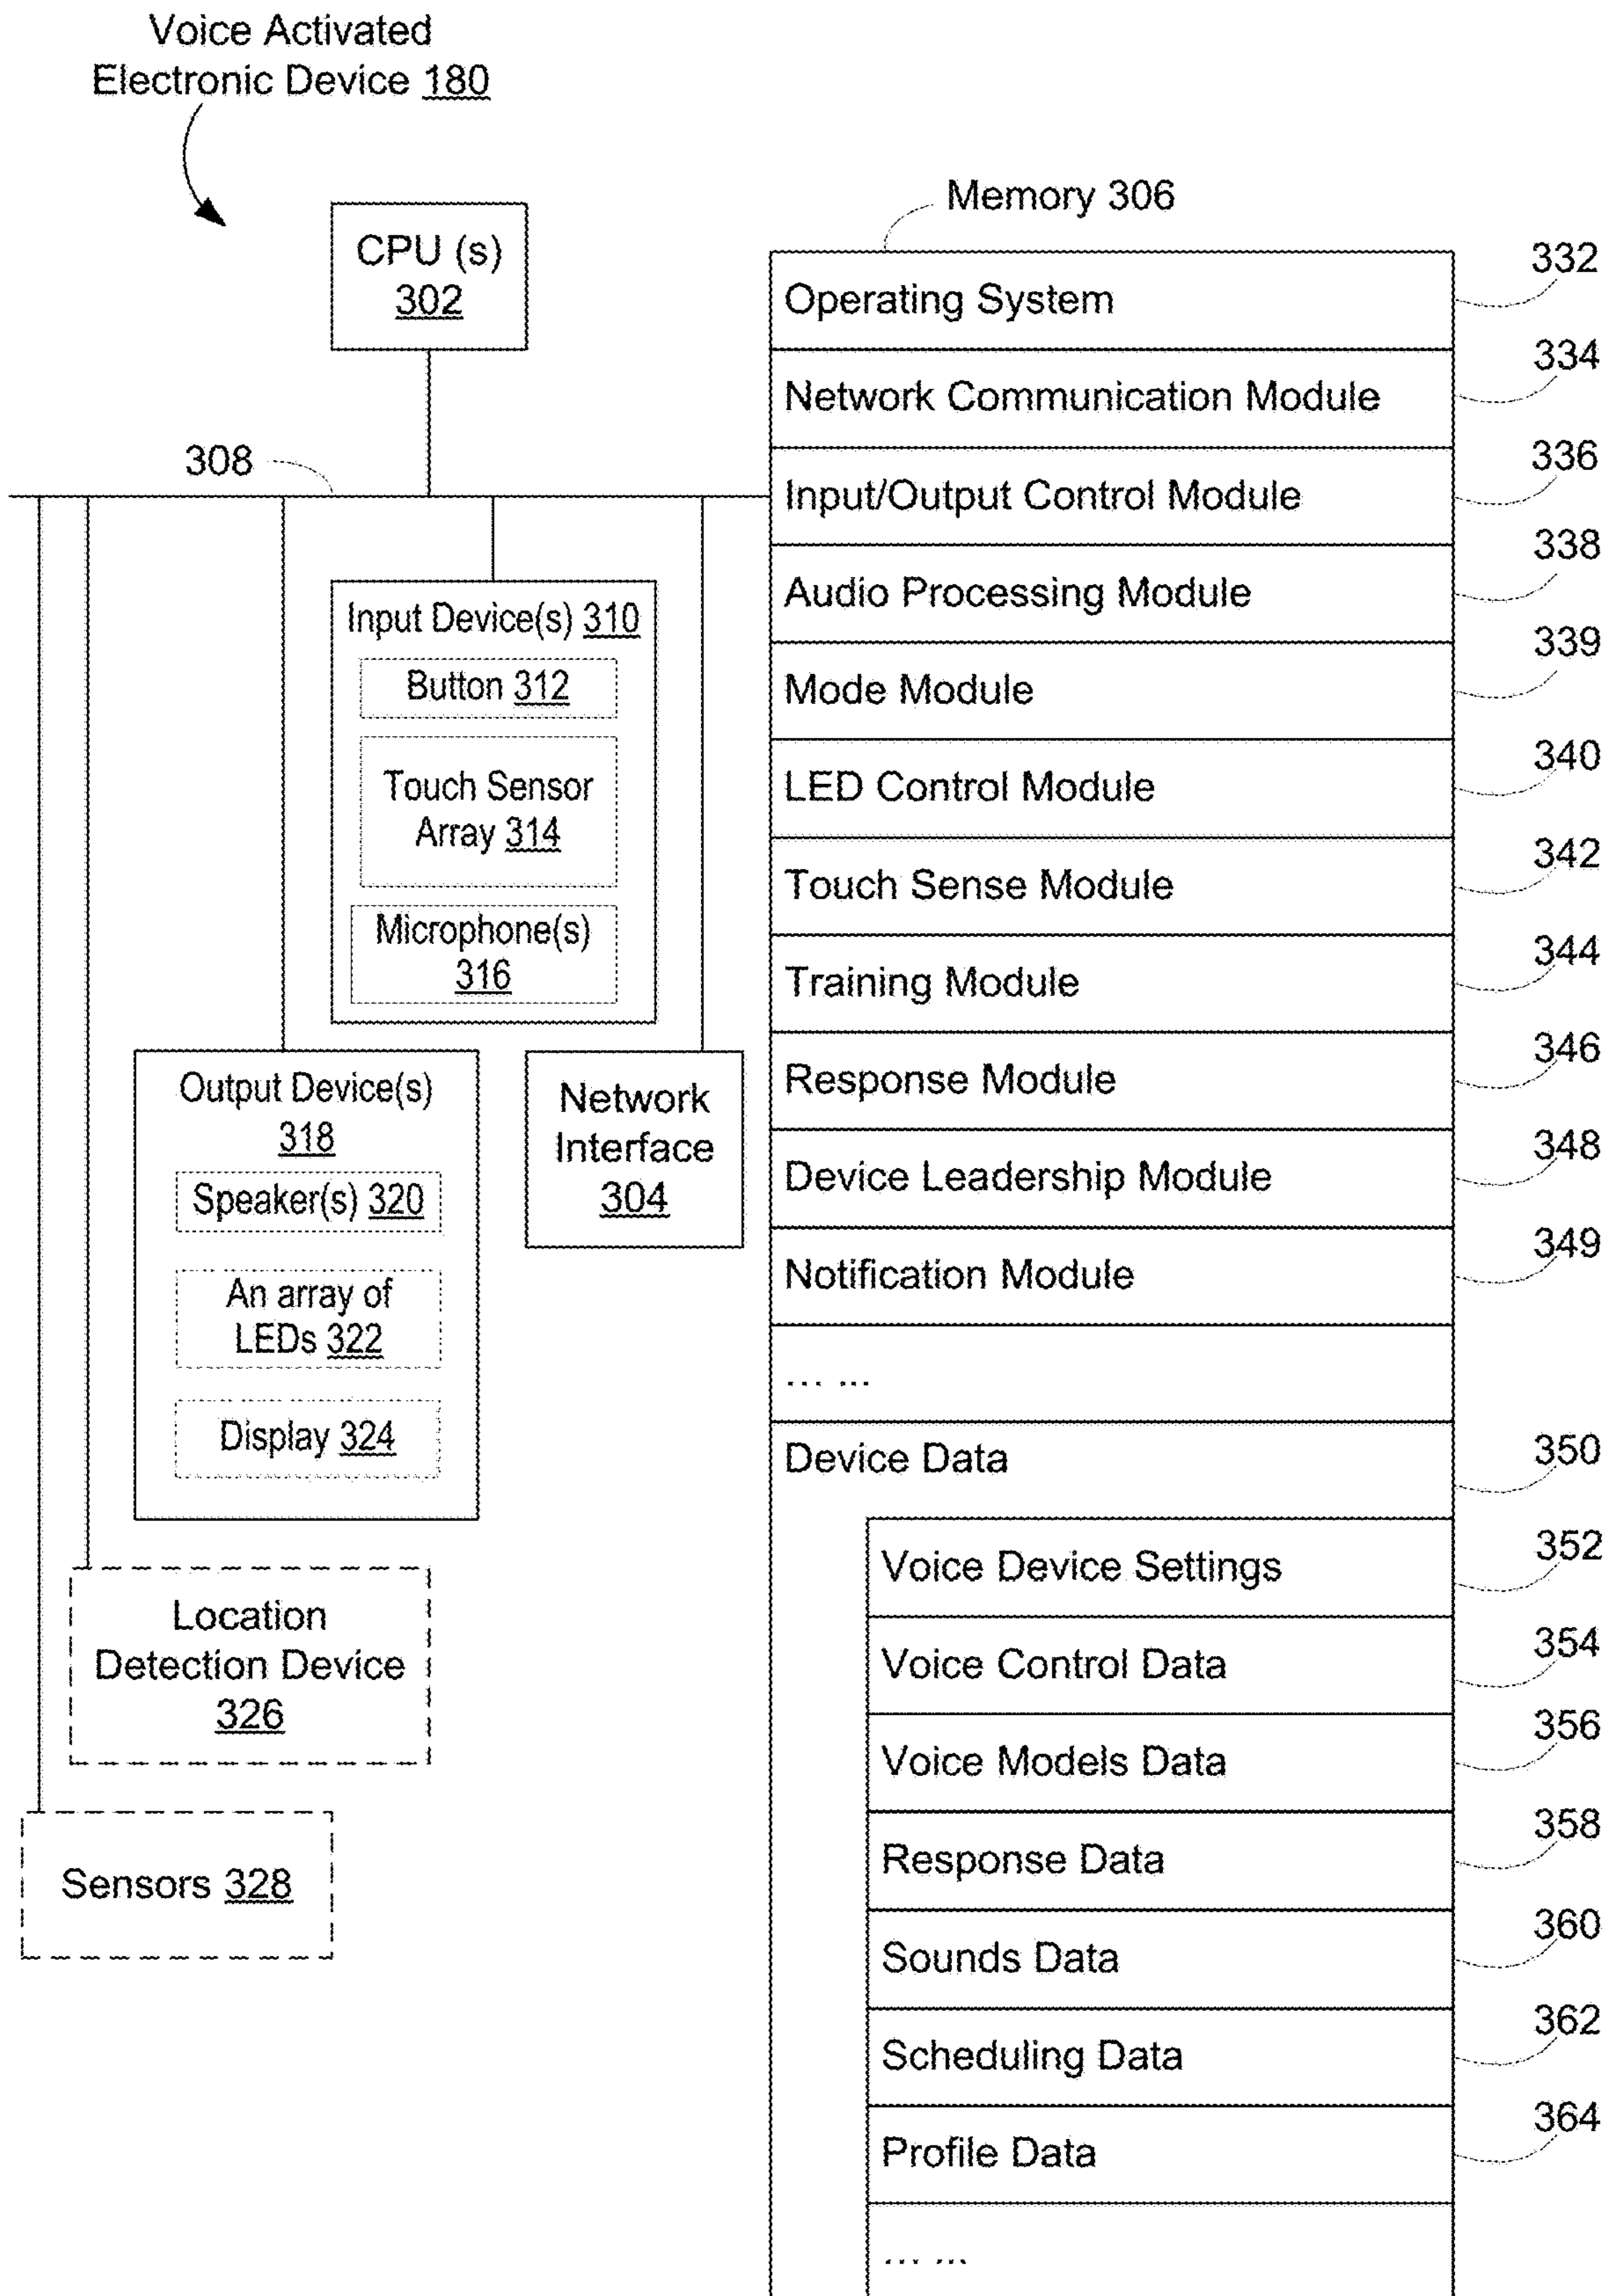 Voice Activated
Electronic Device 180
CPU (s)
302
308
Input Device(s) 310
Button 312
Touch Sensor
Array 314
Microphone(s)
316
Output Device(s)
318
Speaker(s) 320
An array of
LEDs 322
Display 324
Network
Interface
304
Location
Detection Device
326
Sensors 328
Memory 306
Operating System 332
Network Communication Module 334
Input/Output Control Module 336
Audio Processing Module 338
Mode Module 339
LED Control Module 340
Touch Sense Module 342
Training Module 344
Response Module 346
Device Leadership Module 348
Notification Module 349
... ...
Device Data 350
Voice Device Settings 352
Voice Control Data 354
Voice Models Data 356
Response Data 358
Sounds Data 360
Scheduling Data 362
Profile Data 364
... ...